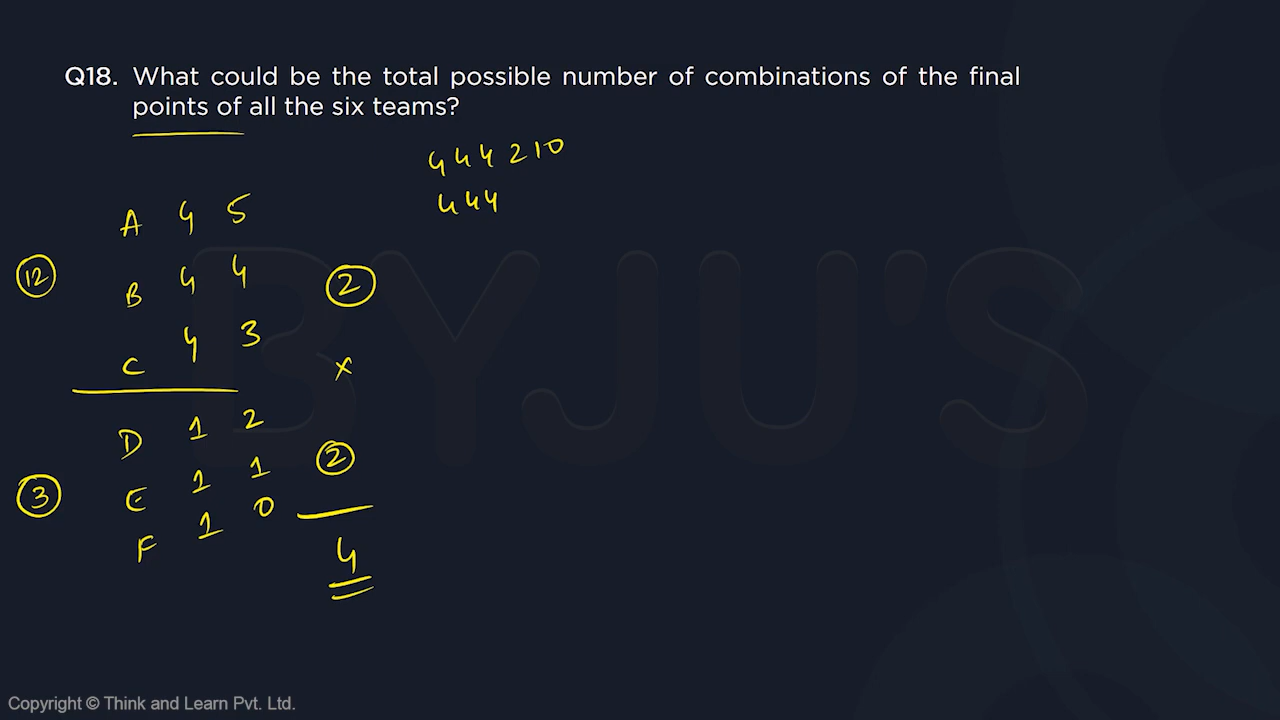 Q18. What could be the total possible number of combinations of the final
points of all the six teams?
4 4 4 2 1 0
4 4 4
A 4 5
12
B 4 4
2
C 4 3
x
D 1 2
2
3
E 1 1
F 1 0
4
BYJU'S
Copyright © Think and Learn Pvt. Ltd.